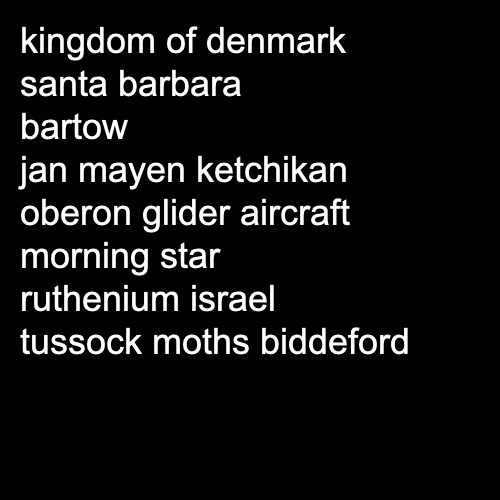 kingdom of denmark
santa barbara
bartow
jan mayen ketchikan
oberon glider aircraft
morning star
ruthenium israel
tussock moths biddeford